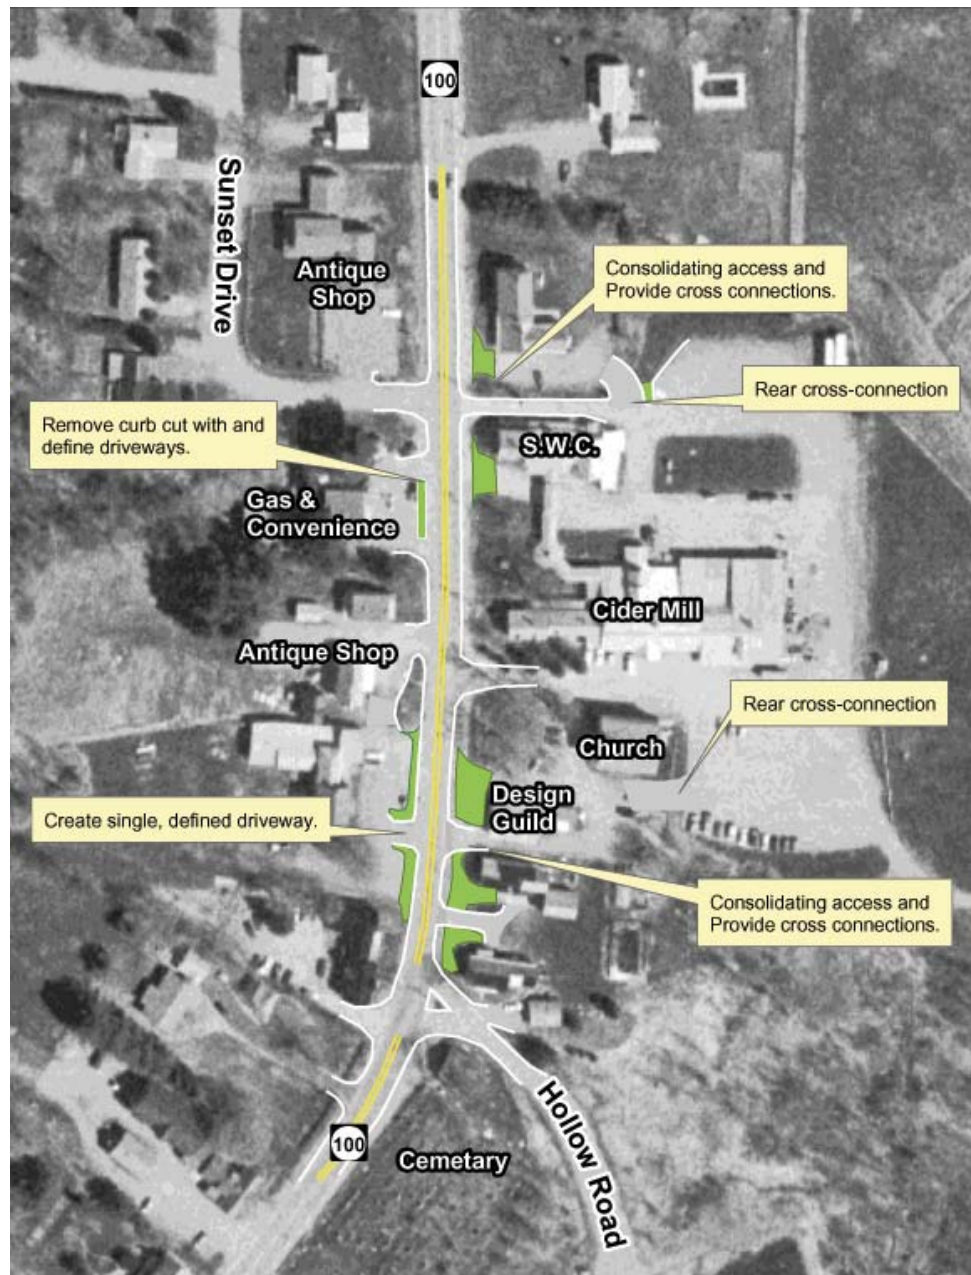 100
Sunset Drive
Antique
Shop
Consolidating access and
Provide cross connections.
Rear cross-connection
Remove curb cut with and
define driveways.
S.W.C.
Gas &
Convenience
Cider Mill
Antique Shop
Rear cross-connection
Church
Design
Guild
Create single, defined driveway.
Consolidating access and
Provide cross connections.
Hollow Road
100
Cemetary